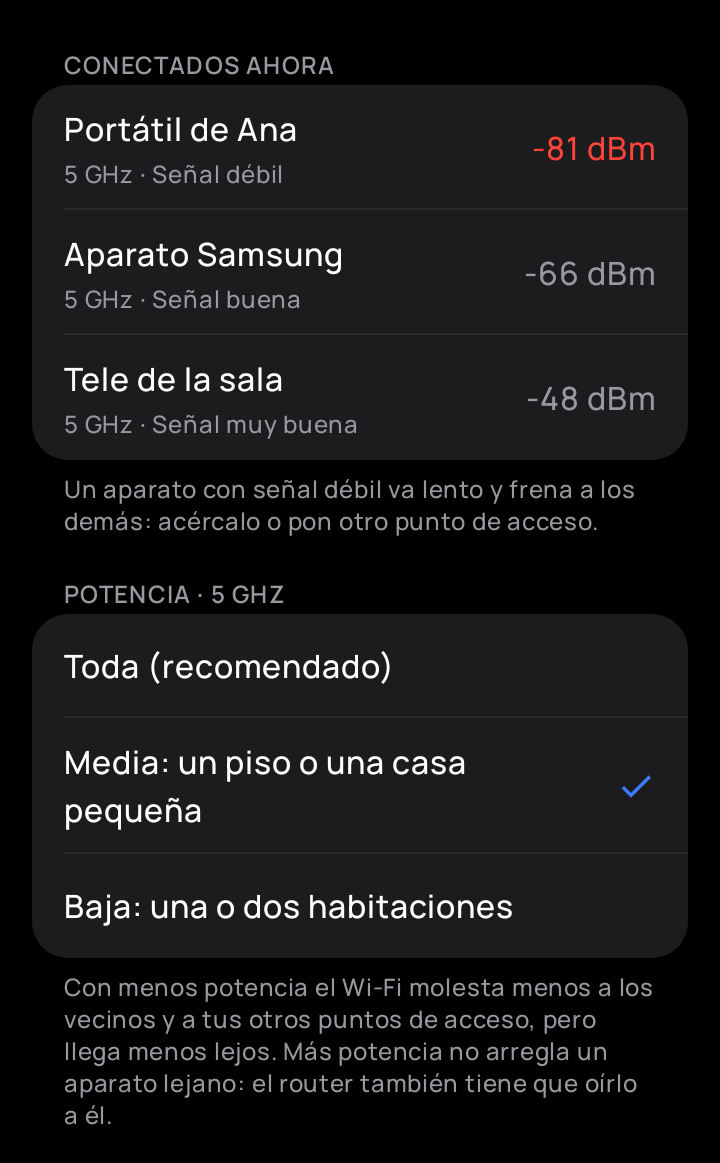 CONECTADOS AHORA
Portátil de Ana
-81 dBm
5 GHz · Señal débil
Aparato Samsung
-66 dBm
5 GHz · Señal buena
Tele de la sala
-48 dBm
5 GHz · Señal muy buena
Un aparato con señal débil va lento y frena a los
demás: acércalo o pon otro punto de acceso.
POTENCIA · 5 GHZ
Toda (recomendado)
Media: un piso o una casa
pequeña
Baja: una o dos habitaciones
Con menos potencia el Wi-Fi molesta menos a los
vecinos y a tus otros puntos de acceso, pero
llega menos lejos. Más potencia no arregla un
aparato lejano: el router también tiene que oírlo
a él.